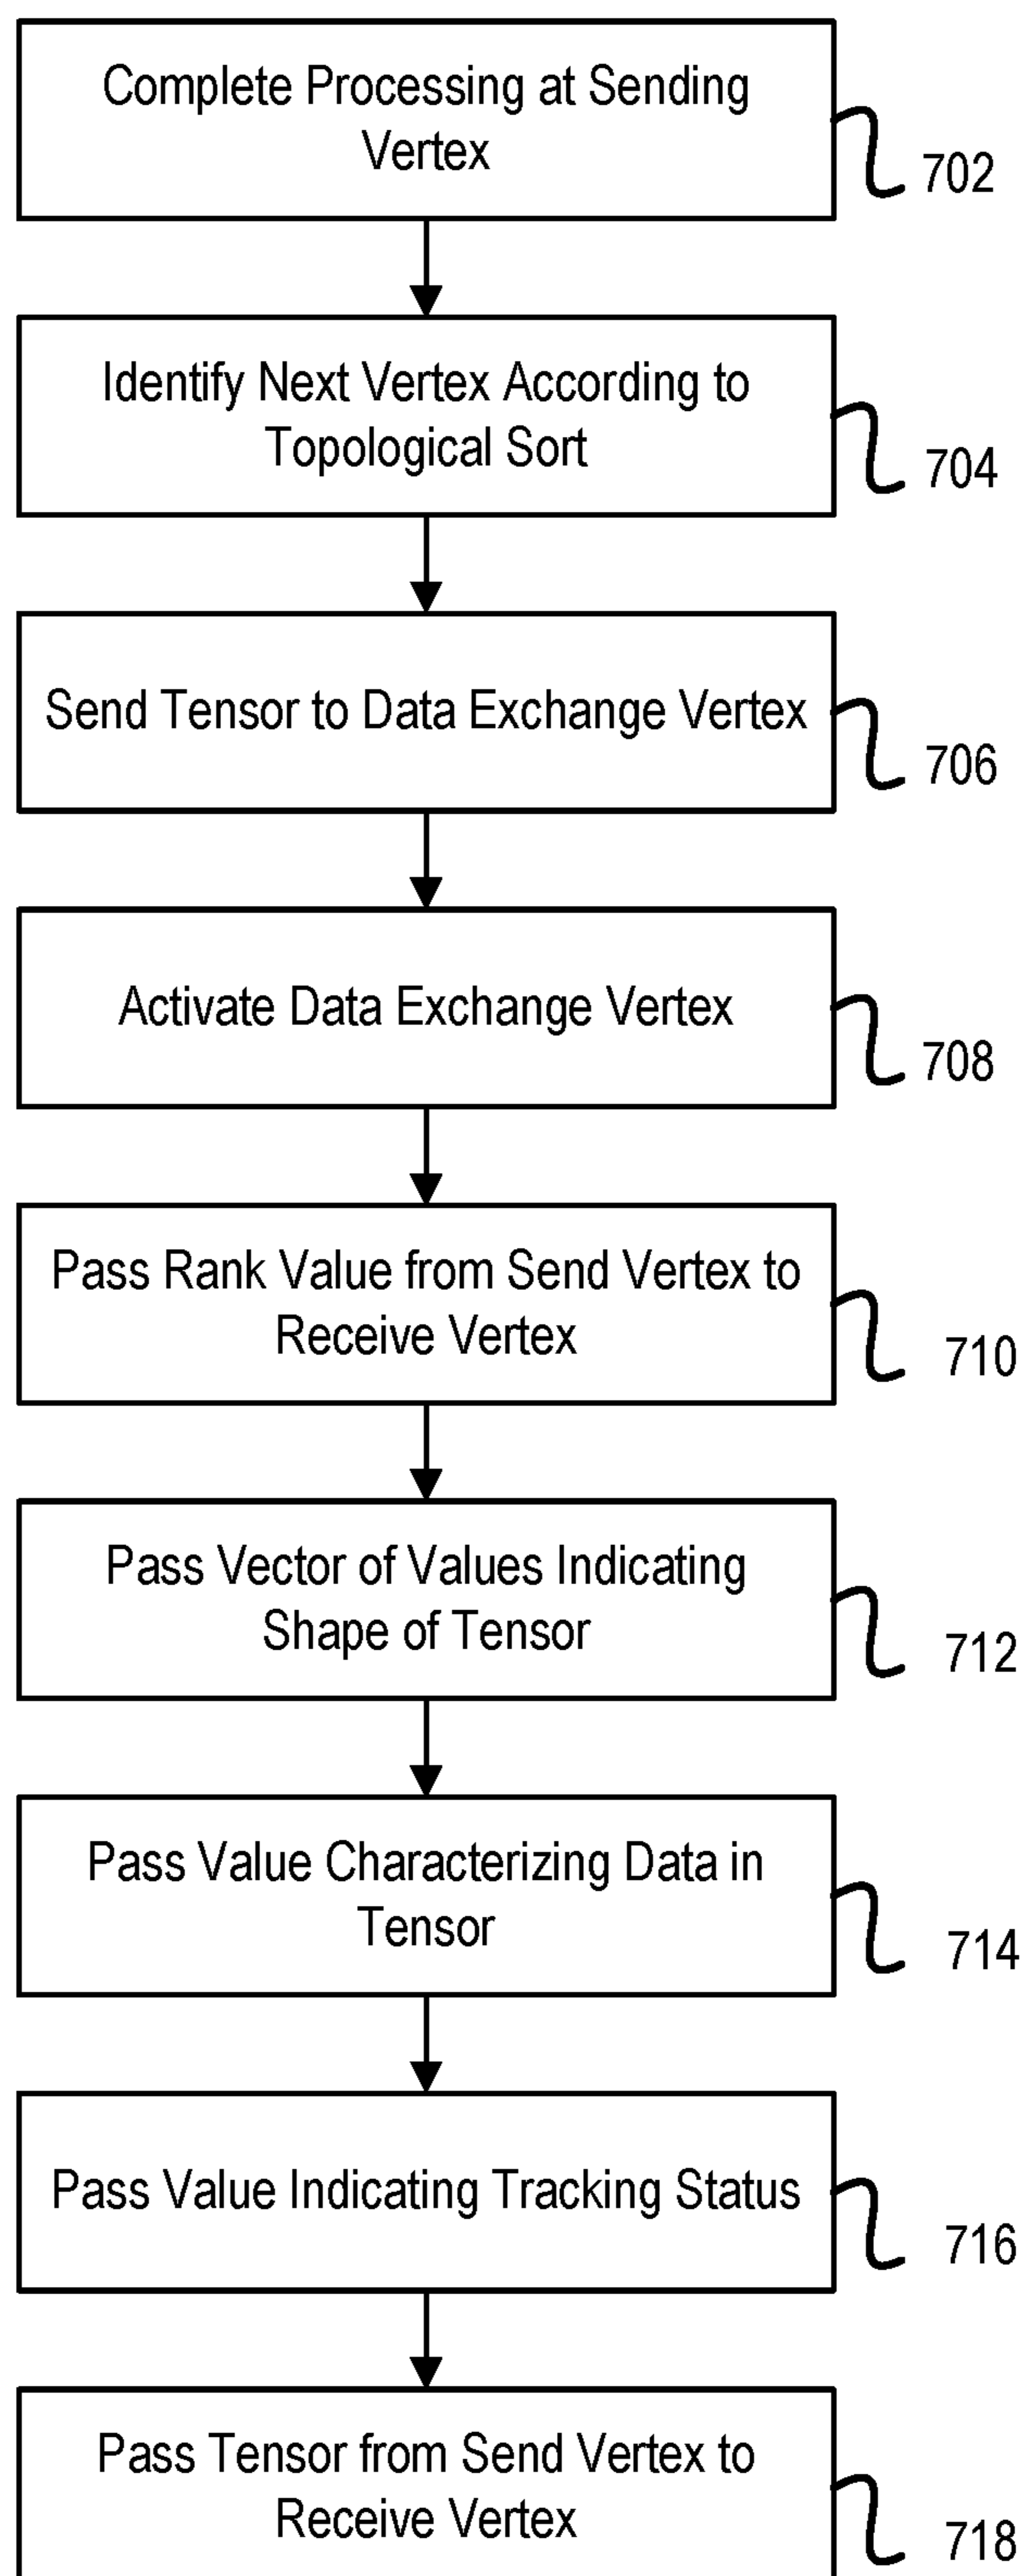 Complete Processing at Sending
Vertex
702
Identify Next Vertex According to
Topological Sort
704
Send Tensor to Data Exchange Vertex
706
Activate Data Exchange Vertex
708
Pass Rank Value from Send Vertex to
Receive Vertex
710
Pass Vector of Values Indicating
Shape of Tensor
712
Pass Value Characterizing Data in
Tensor
714
Pass Value Indicating Tracking Status
716
Pass Tensor from Send Vertex to
Receive Vertex
718